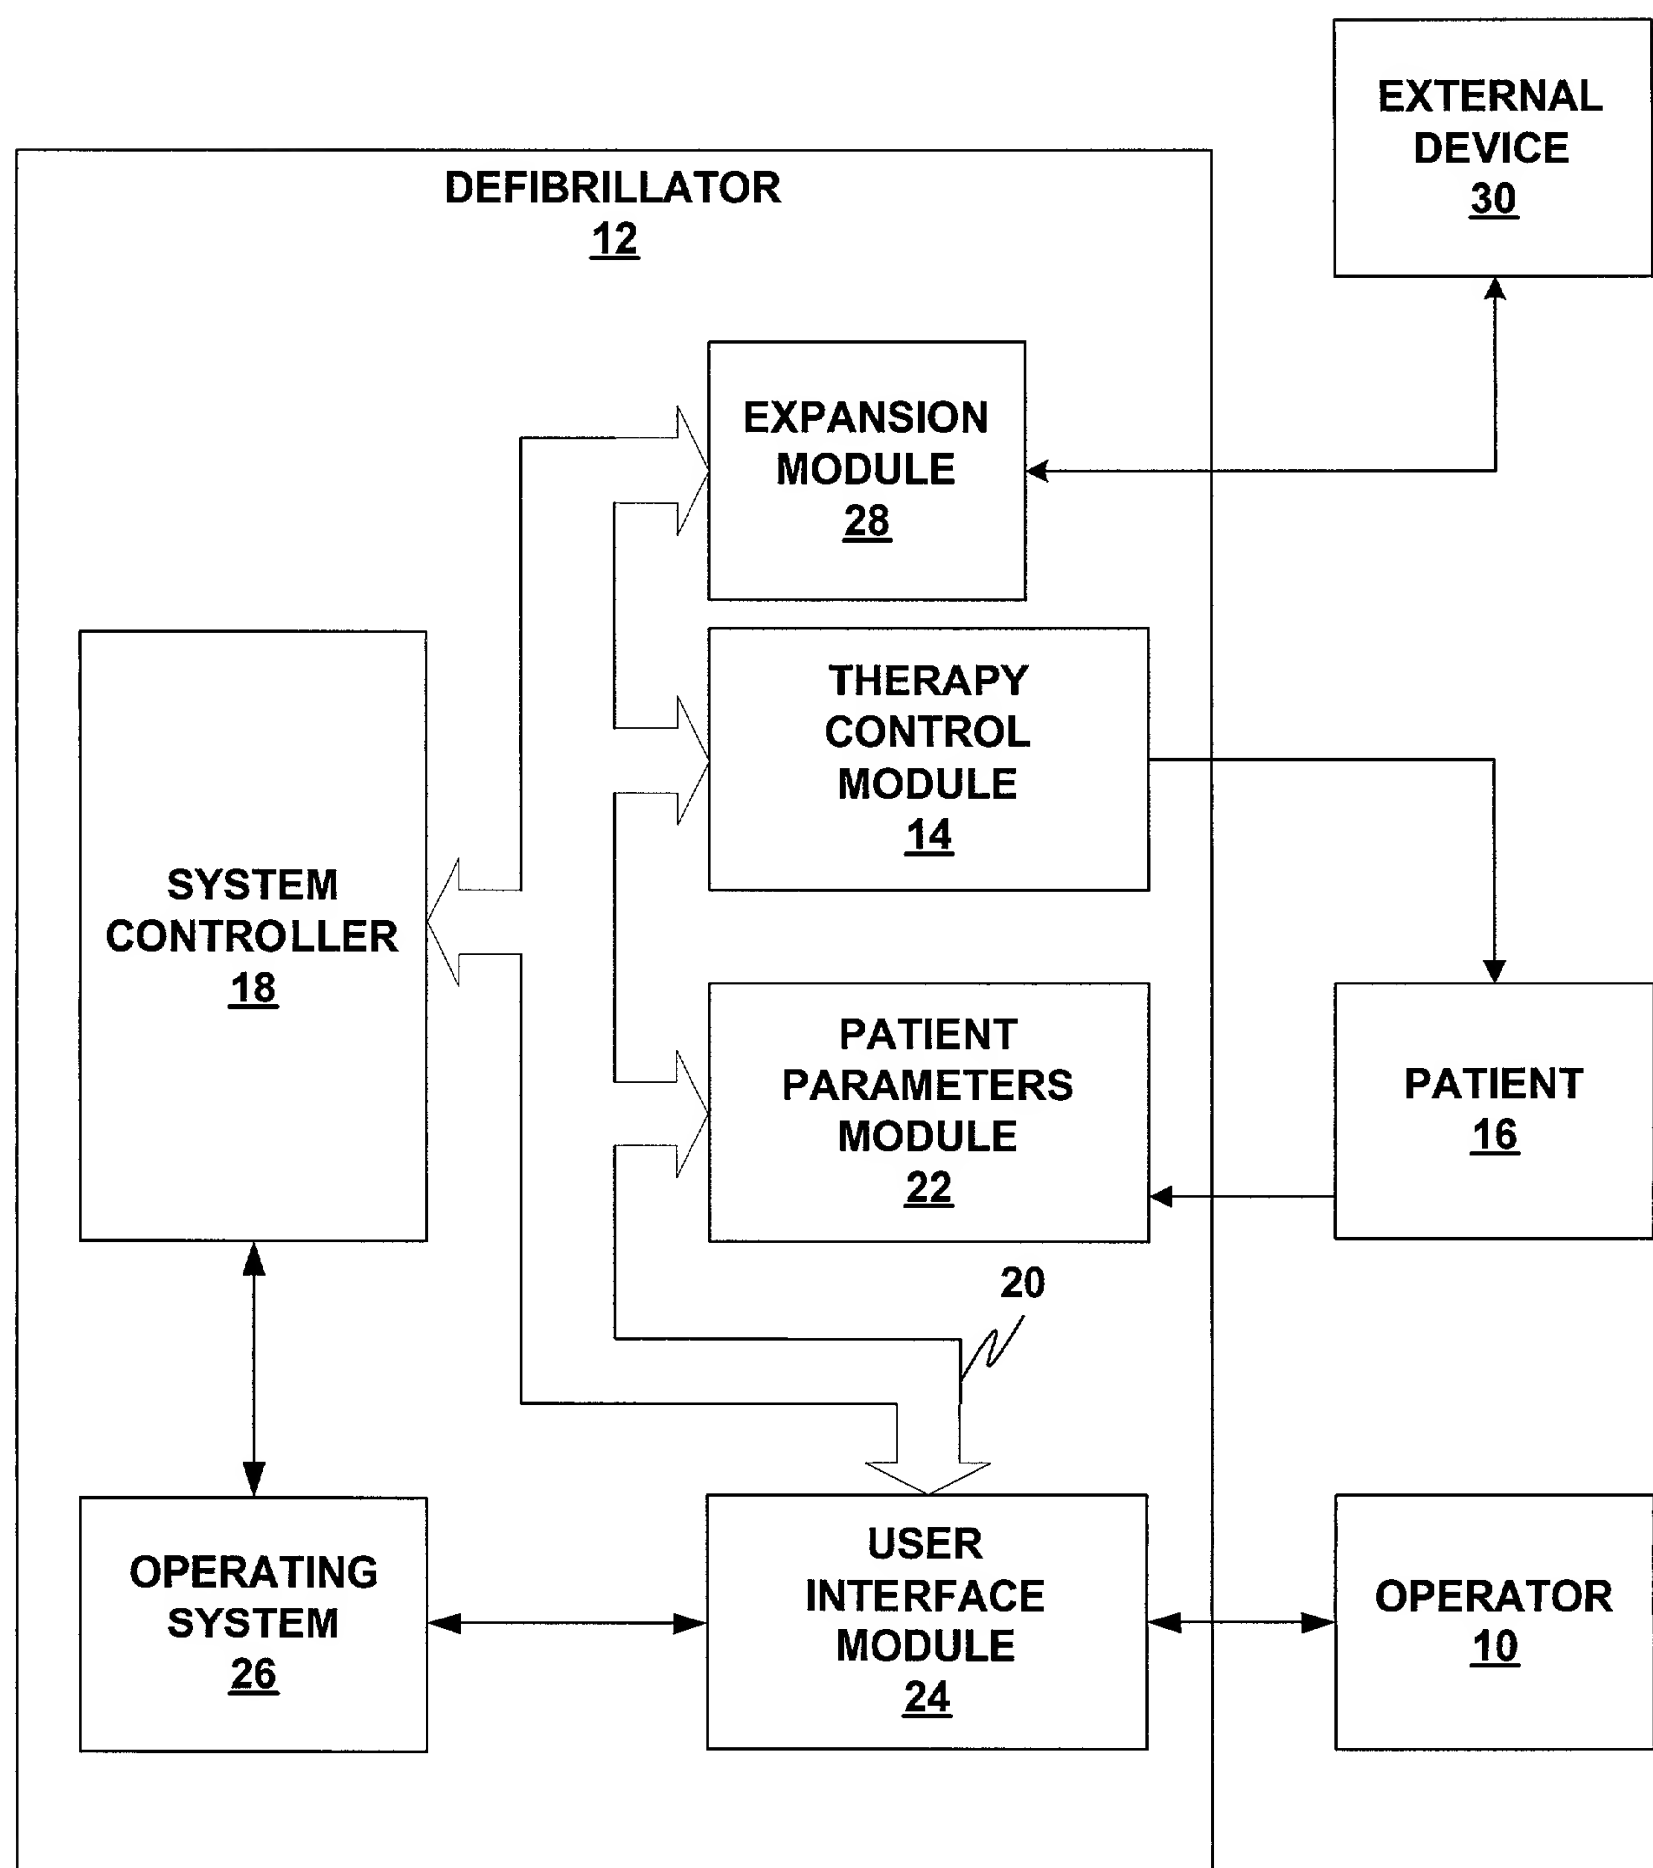 EXTERNAL
DEVICE
30
DEFIBRILLATOR
12
EXPANSION
MODULE
28
THERAPY
CONTROL
MODULE
14
SYSTEM
CONTROLLER
18
PATIENT
PARAMETERS
MODULE
22
PATIENT
16
20
OPERATING
SYSTEM
26
USER
INTERFACE
MODULE
24
OPERATOR
10